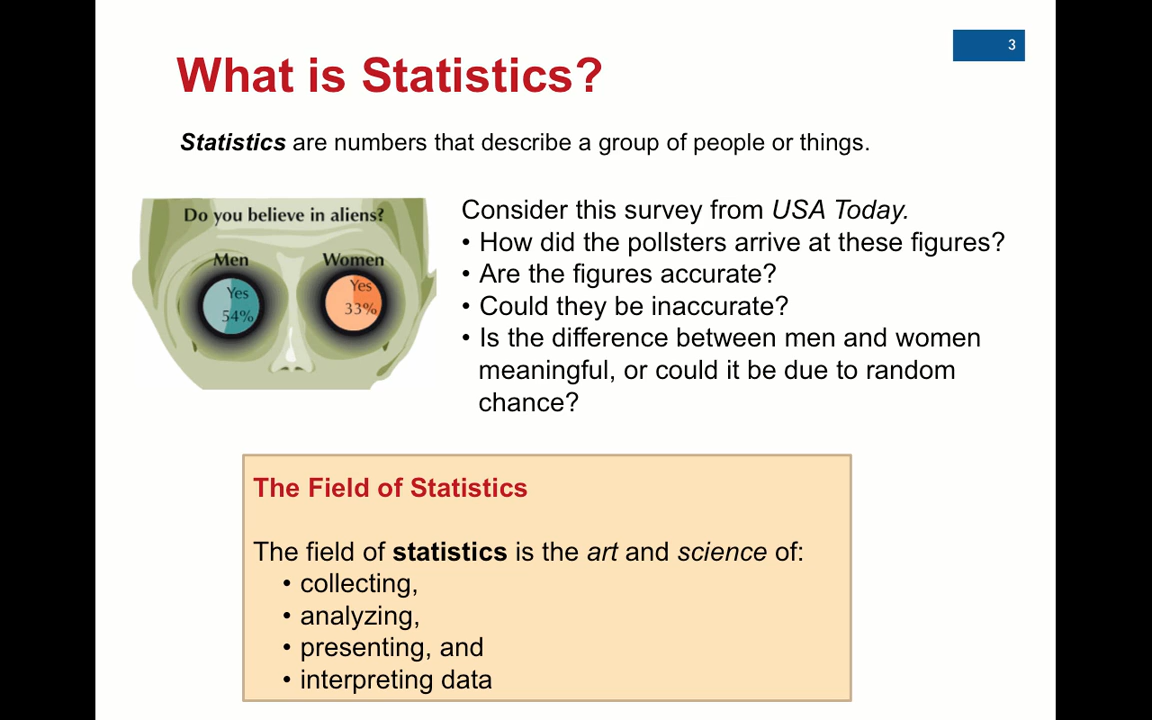 3
What is Statistics?
Statistics are numbers that describe a group of people or things.
Do you believe in aliens?
Men
Yes
54%
Women
Yes
33%
Consider this survey from USA Today.
• How did the pollsters arrive at these figures?
• Are the figures accurate?
• Could they be inaccurate?
• Is the difference between men and women
meaningful, or could it be due to random
chance?
The Field of Statistics
The field of statistics is the art and science of:
• collecting,
• analyzing,
• presenting, and
• interpreting data